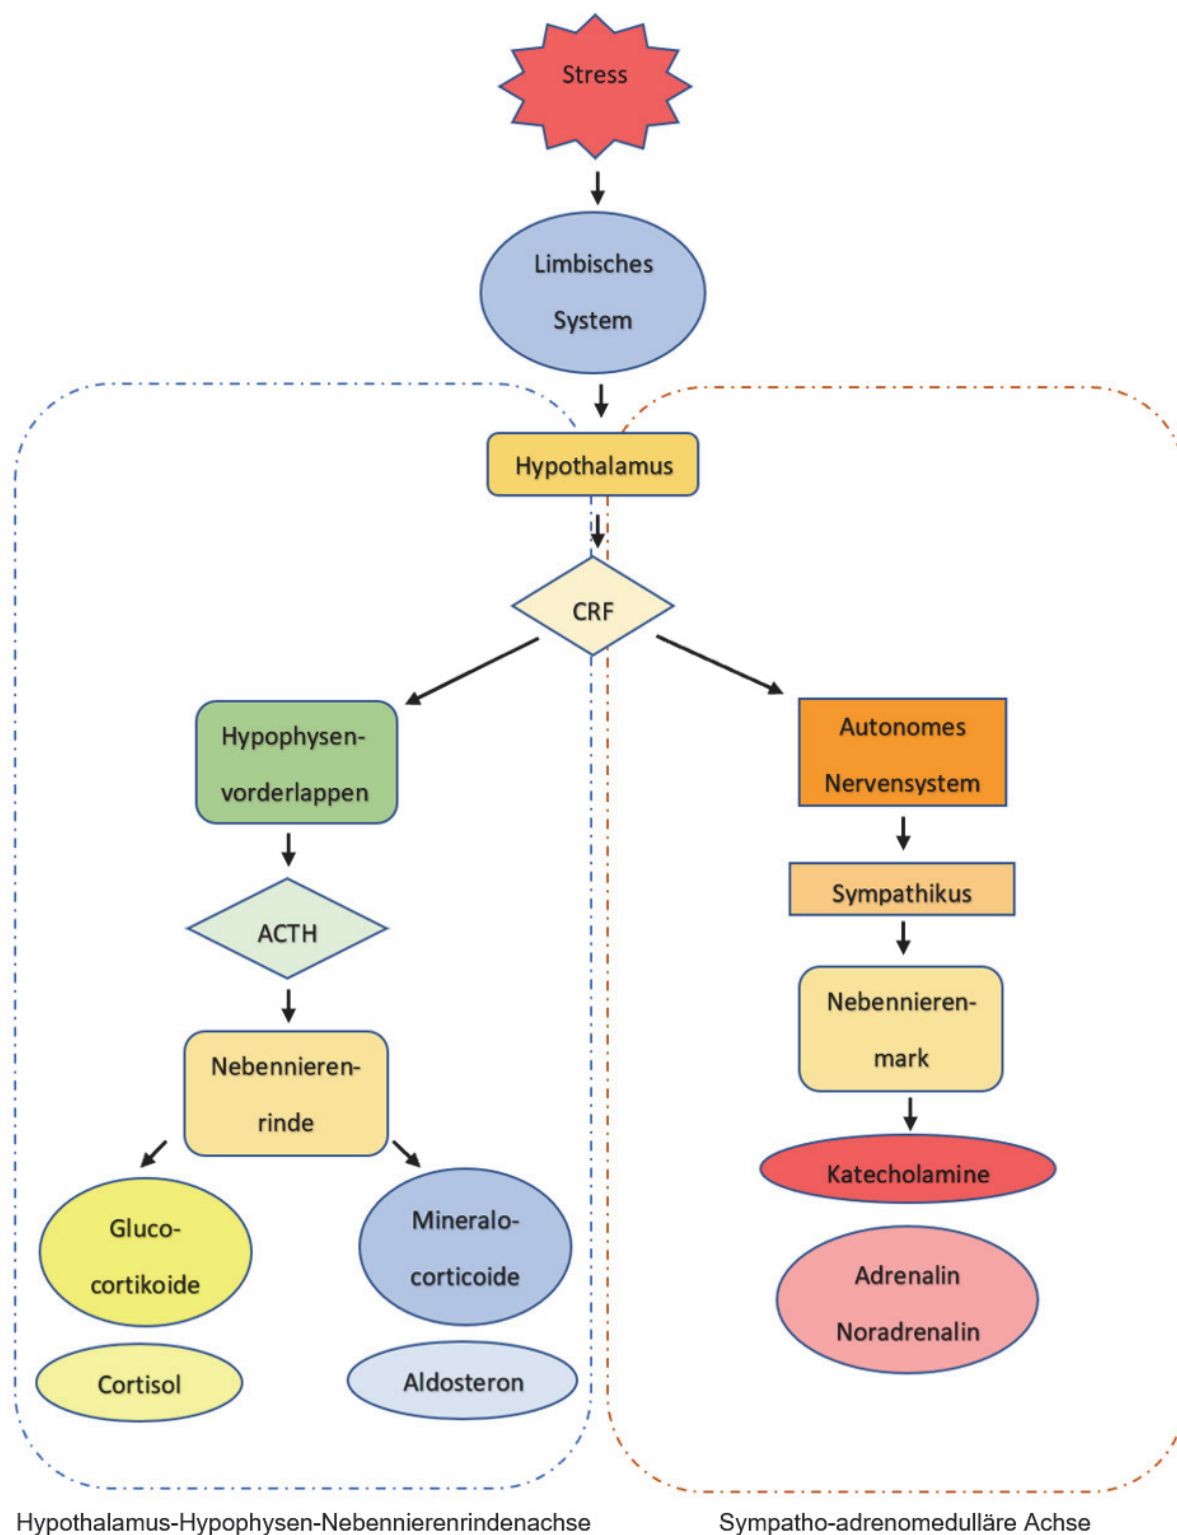 Stress
Limbisches
System
Hypothalamus
CRF
Hypophysen-
vorderlappen
ACTH
Nebennieren-
rinde
Gluco-
cortikoide
Cortisol
Mineralo-
corticoide
Aldosteron
Autonomes
Nervensystem
Sympathikus
Nebennieren-
mark
Katecholamine
Adrenalin
Noradrenalin
Hypothalamus-Hypophysen-Nebennierenrindenachse
Sympatho-adrenomedulläre Achse